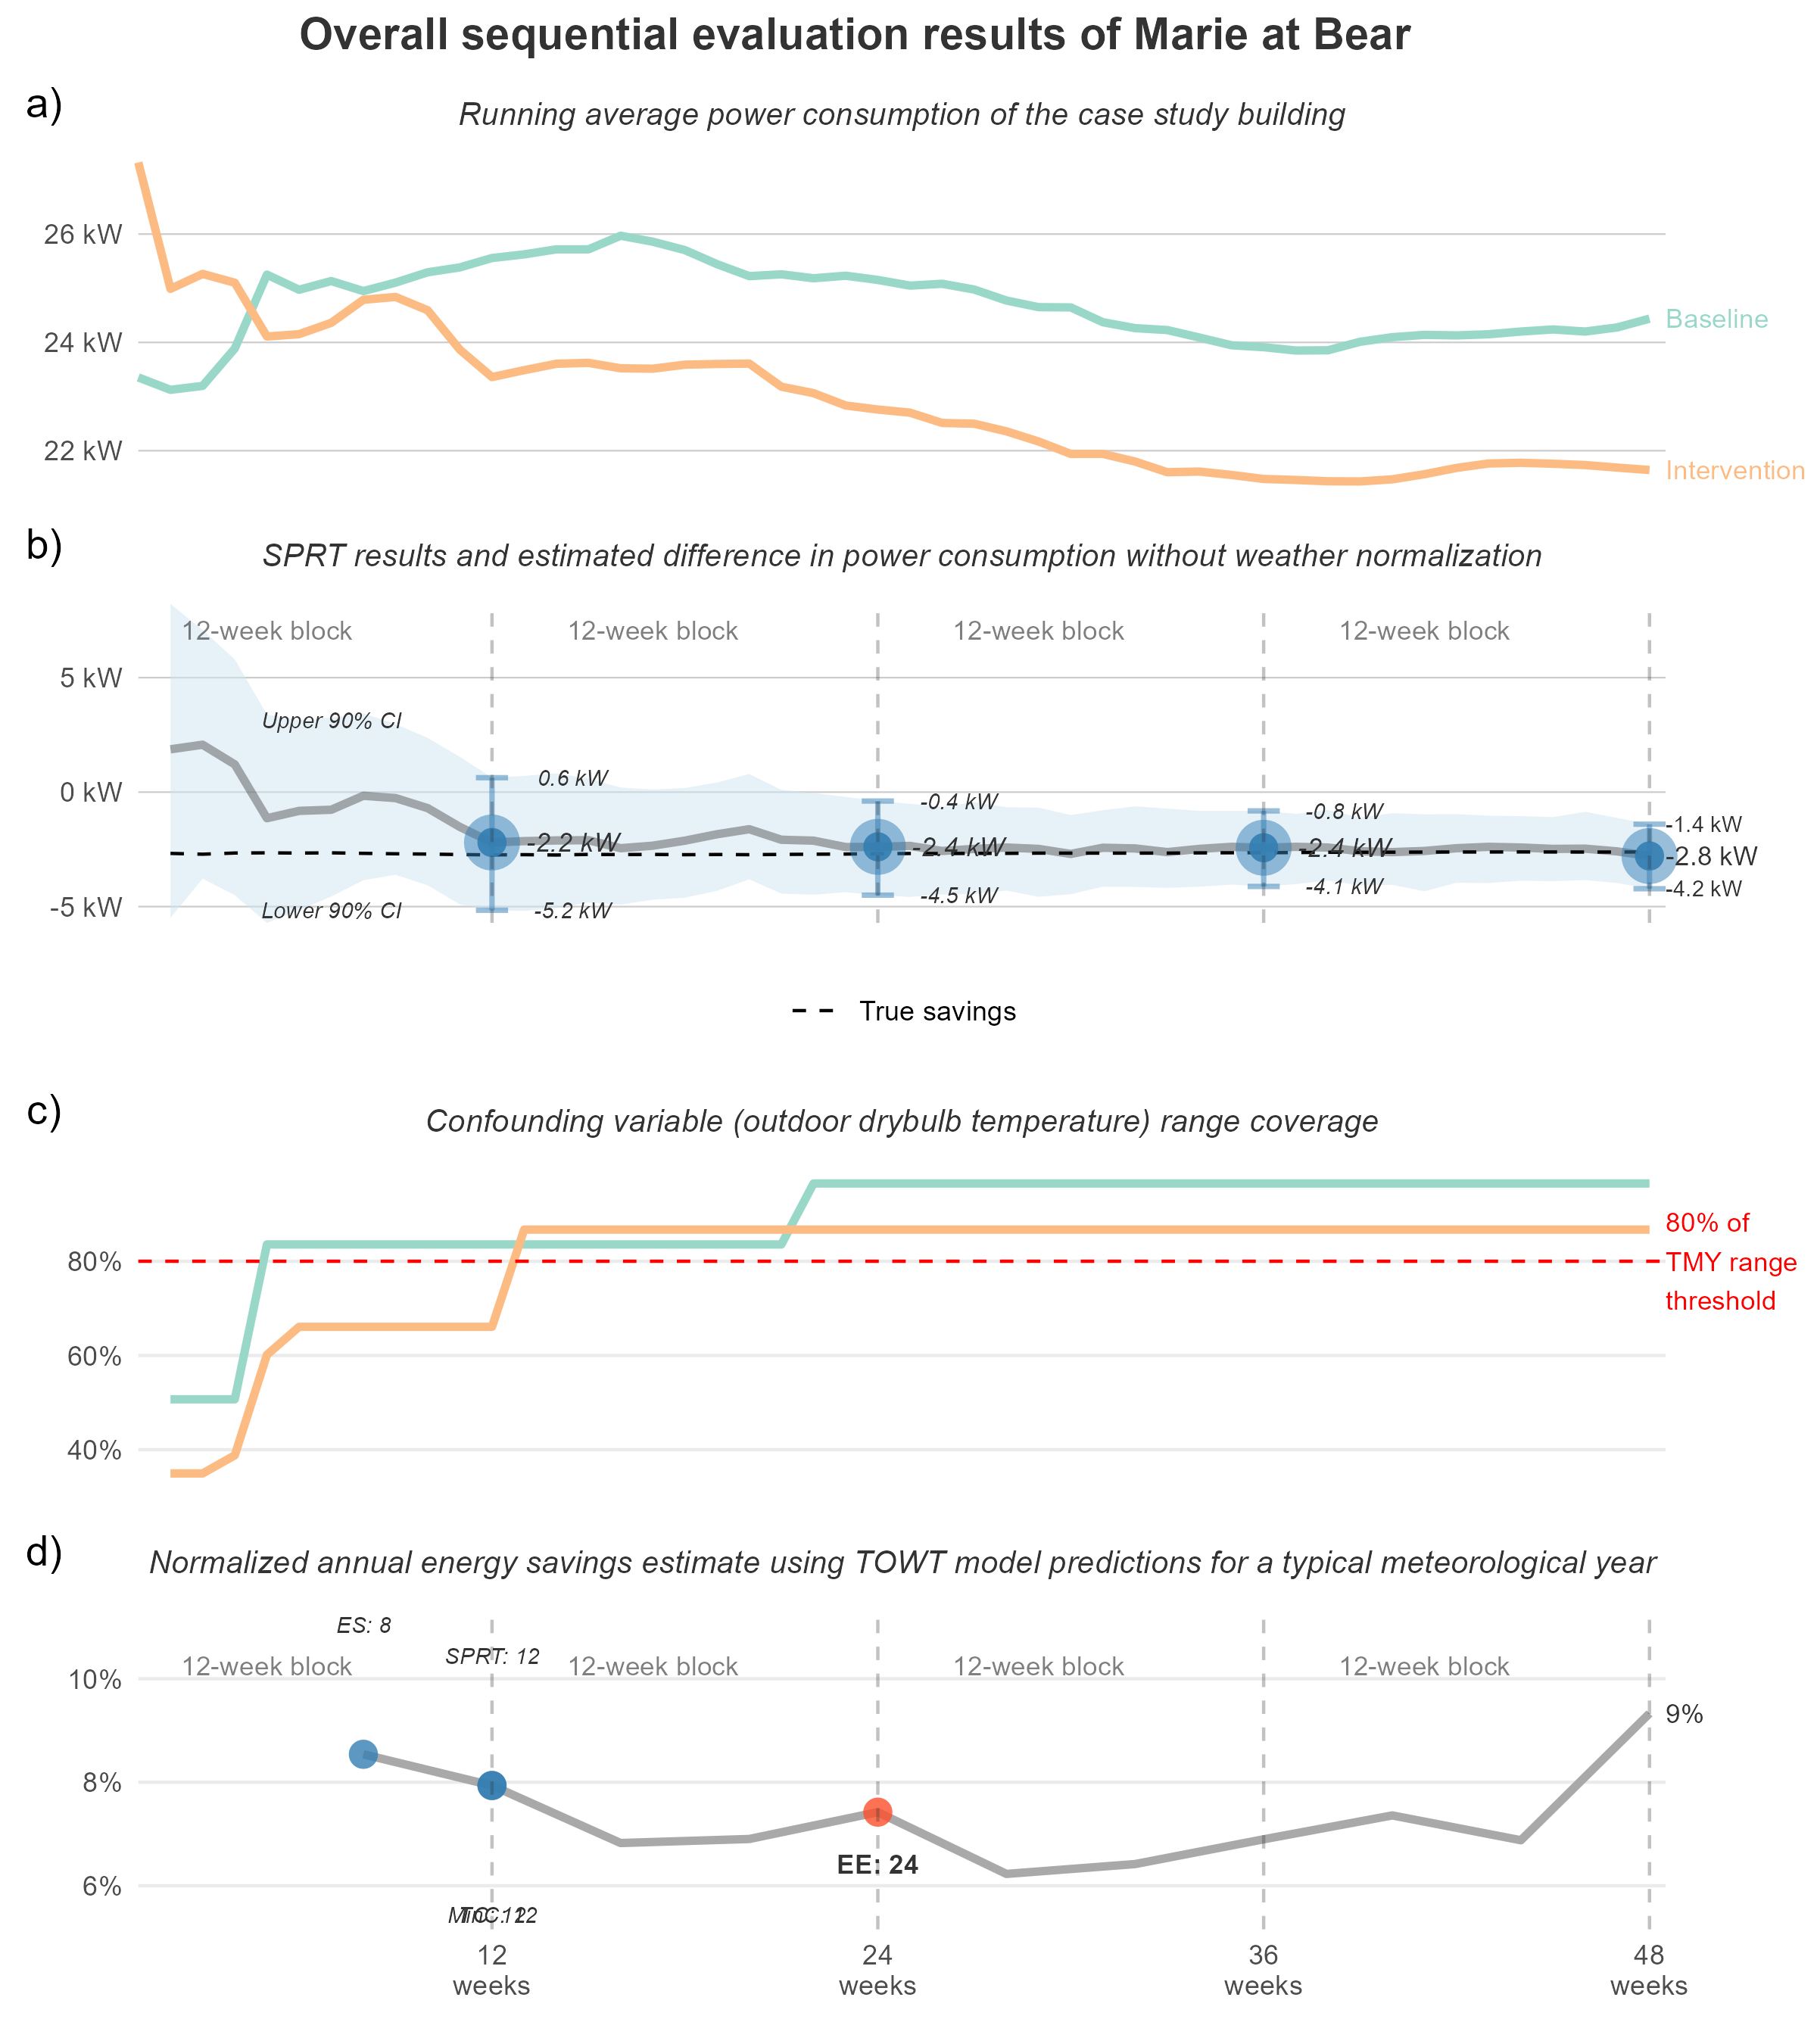 Overall sequential evaluation results of Marie at Bear
a)
Running average power consumption of the case study building
26 kW
24 kW
22 kW
Baseline
Intervention
b)
SPRT results and estimated difference in power consumption without weather normalization
12-week block
12-week block
12-week block
12-week block
5 kW
0 kW
-5 kW
Upper 90% CI
Lower 90% CI
0.6 kW
-2.2 kW
-5.2 kW
-0.4 kW
-2.4 kW
-4.5 kW
-0.8 kW
-2.4 kW
-4.1 kW
-1.4 kW
-2.8 kW
-4.2 kW
True savings
c)
Confounding variable (outdoor drybulb temperature) range coverage
80%
60%
40%
80% of
TMY range
threshold
d)
Normalized annual energy savings estimate using TOWT model predictions for a typical meteorological year
ES: 8
SPRT: 12
12-week block
12-week block
12-week block
12-week block
10%
8%
6%
9%
EE: 24
12
weeks
24
weeks
36
weeks
48
weeks